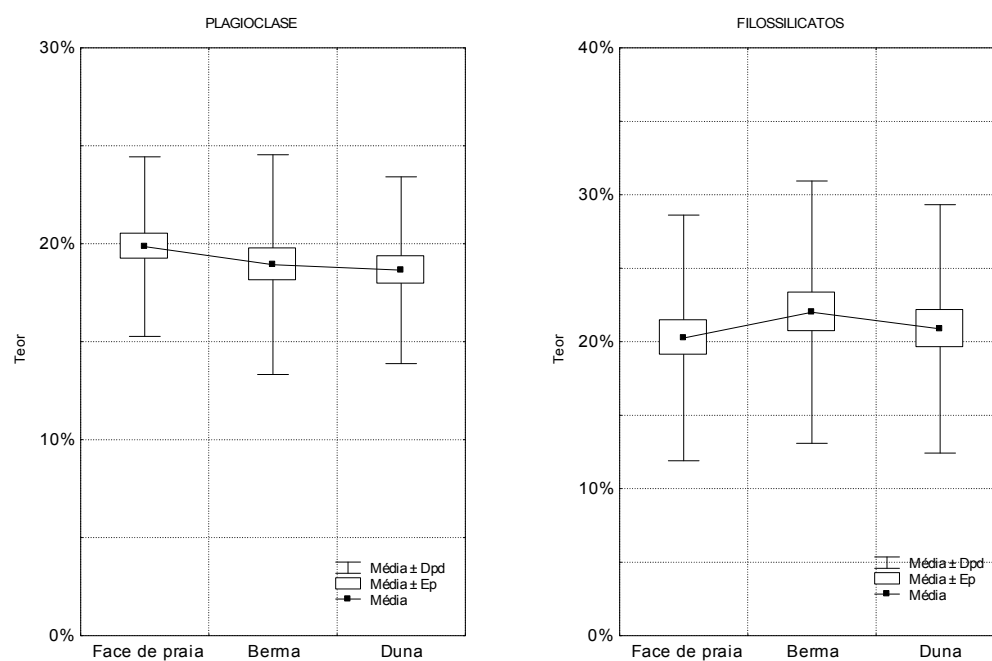 PLAGIOCLASE
30%
20%
10%
0%
Teor
Face de praia Berma Duna
Média ± Dpd
Média ± Ep
Média
FILOSSILICATOS
40%
30%
20%
10%
0%
Teor
Face de praia Berma Duna
Média ± Dpd
Média ± Ep
Média